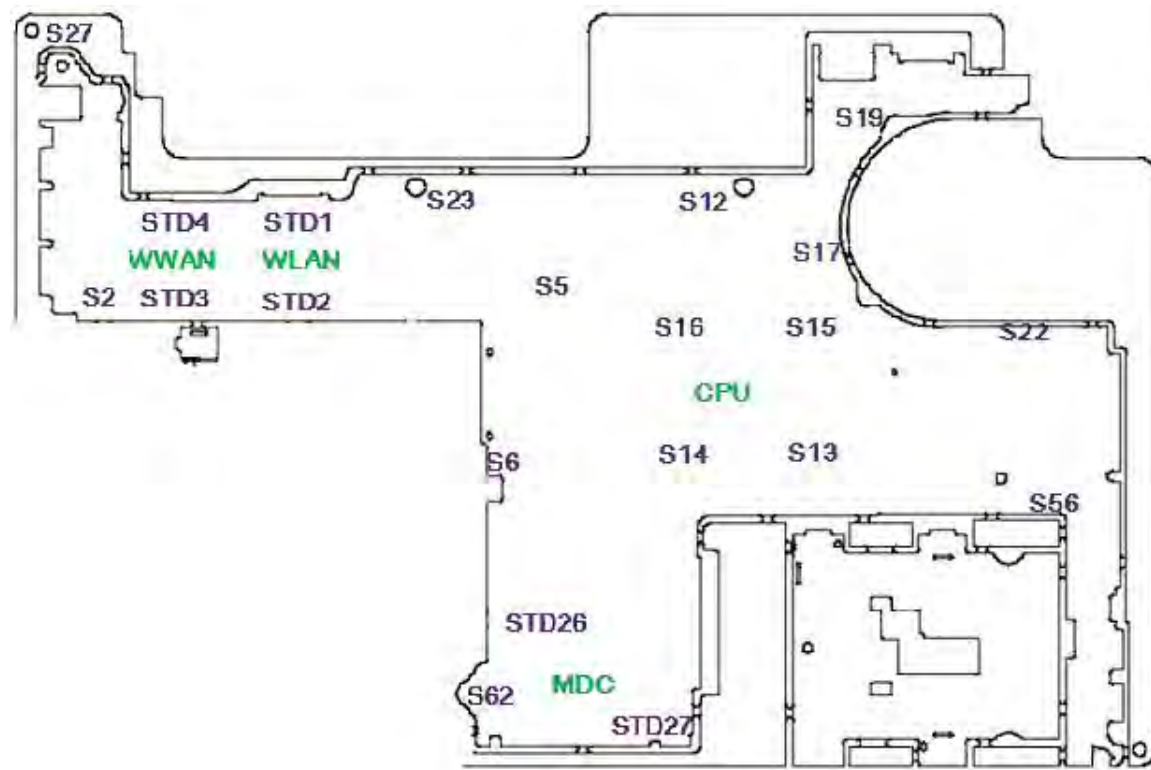 S27
S19
S23
S12
STD4
STD1
WWAN
WLAN
S17
S2
STD3
STD2
S5
S16
S15
S22
CPU
S6
S14
S13
S56
STD26
S62
MDC
STD27